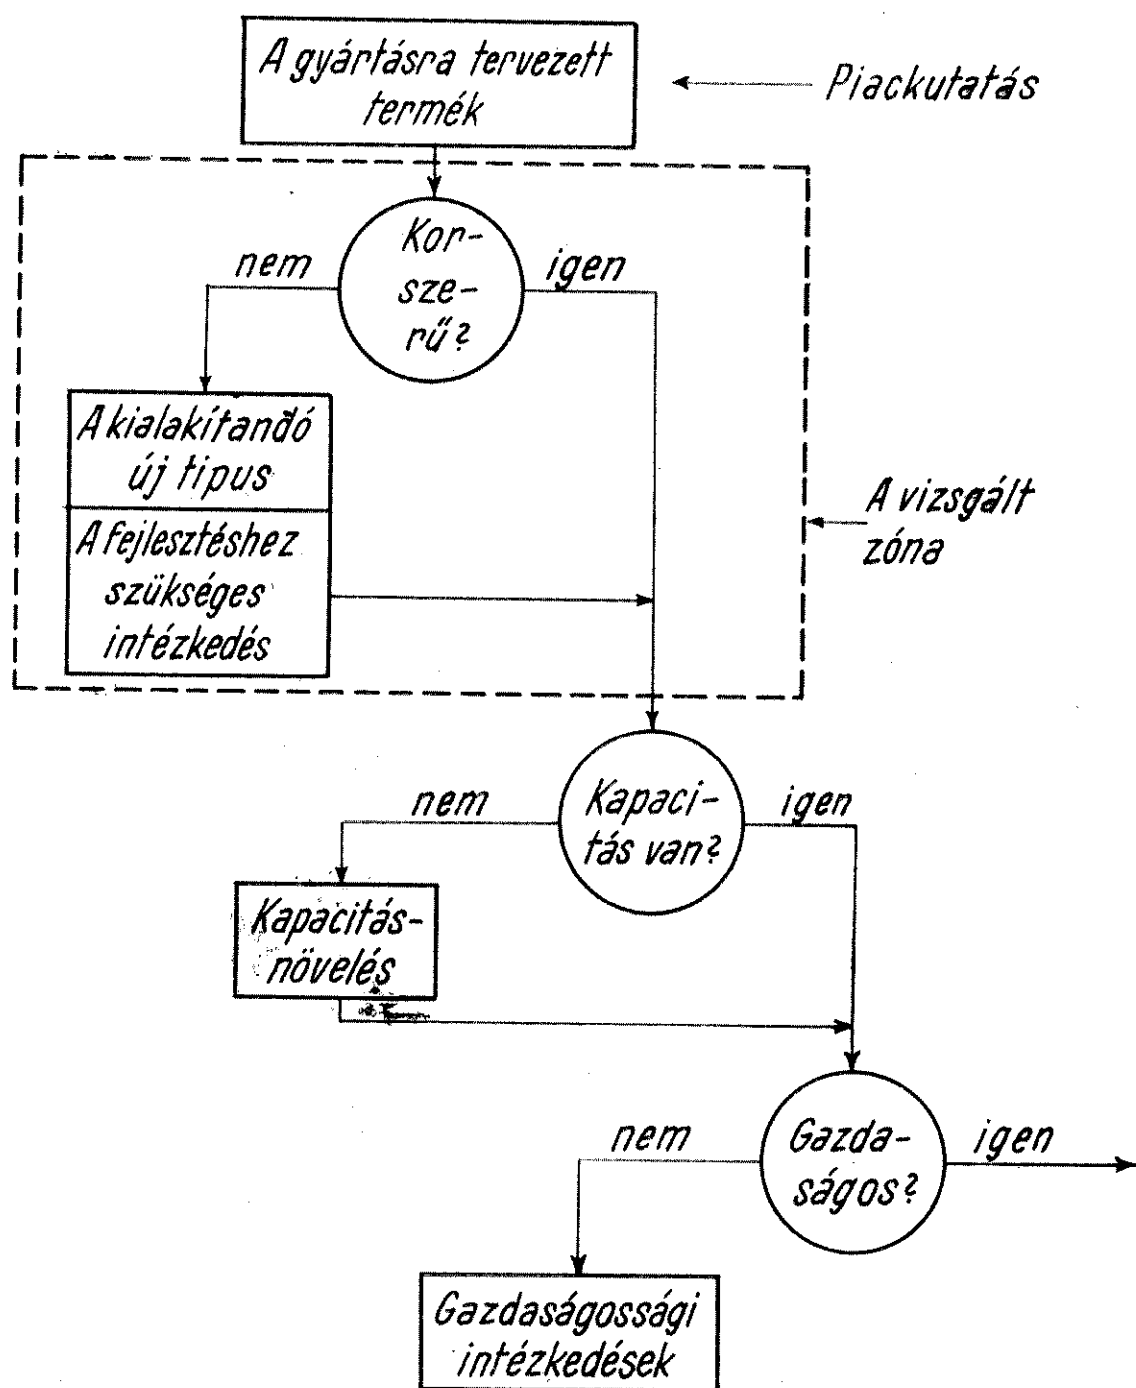 A gyártásra tervezett
termék
Piackutatás
Kor-
sze-
rű?
nem
igen
A kialakítandó
új tipus
A fejlesztéshez
szükséges
intézkedés
A vizsgált
zóna
Kapaci-
tás van?
nem
igen
Kapacitás-
növelés
Gazda-
ságos?
nem
igen
Gazdaságossági
intézkedések